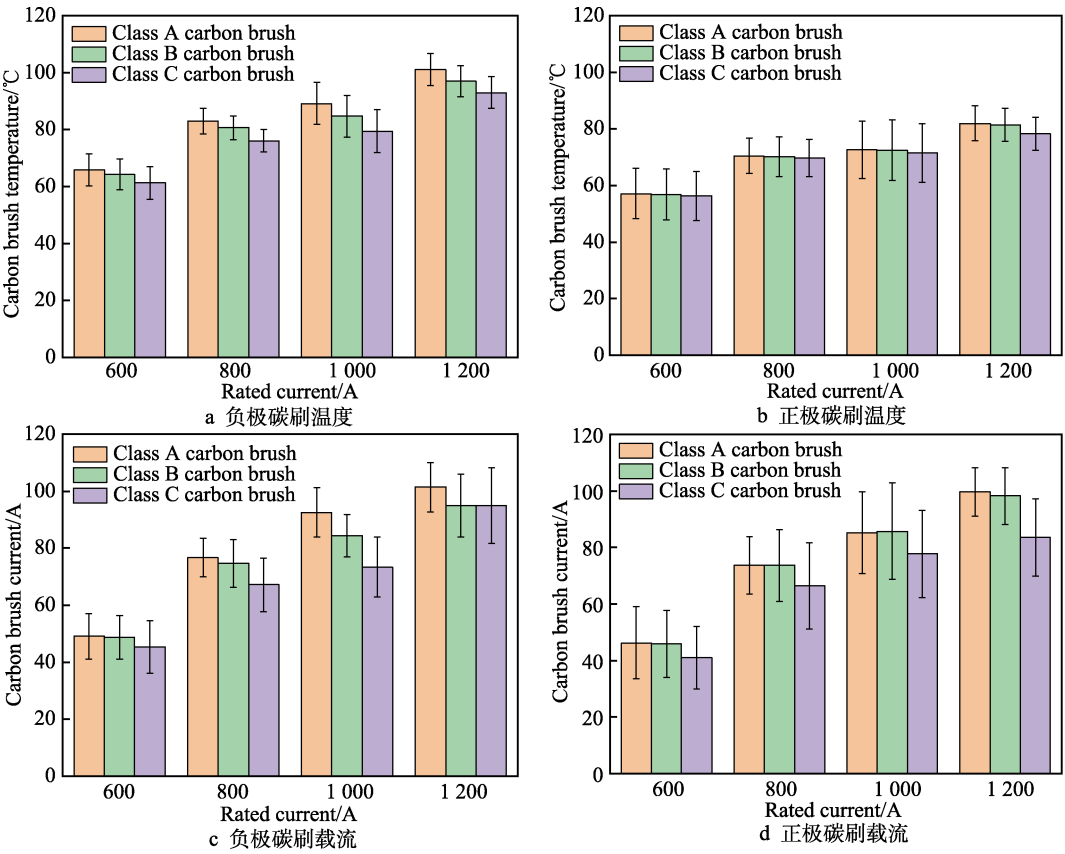 120
100
80
60
40
20
0
Carbon brush temperature/℃
Class A carbon brush
Class B carbon brush
Class C carbon brush
600 800 1 000 1 200
Rated current/A
a 负极碳刷温度
120
100
80
60
40
20
0
Carbon brush temperature/℃
Class A carbon brush
Class B carbon brush
Class C carbon brush
600 800 1 000 1 200
Rated current/A
b 正极碳刷温度
120
100
80
60
40
20
0
Carbon brush current/A
Class A carbon brush
Class B carbon brush
Class C carbon brush
600 800 1 000 1 200
Rated current/A
c 负极碳刷载流
120
100
80
60
40
20
0
Carbon brush current/A
Class A carbon brush
Class B carbon brush
Class C carbon brush
600 800 1 000 1 200
Rated current/A
d 正极碳刷载流